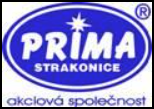 ®
PRIMA
STRAKONICE
akciová společnost